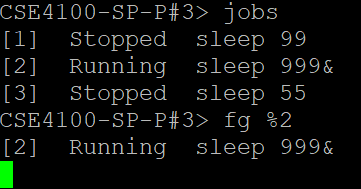 CSE4100-SP-P#3> jobs
[1]  Stopped  sleep 99
[2]  Running  sleep 999&
[3]  Stopped  sleep 55
CSE4100-SP-P#3> fg %2
[2]  Running  sleep 999&